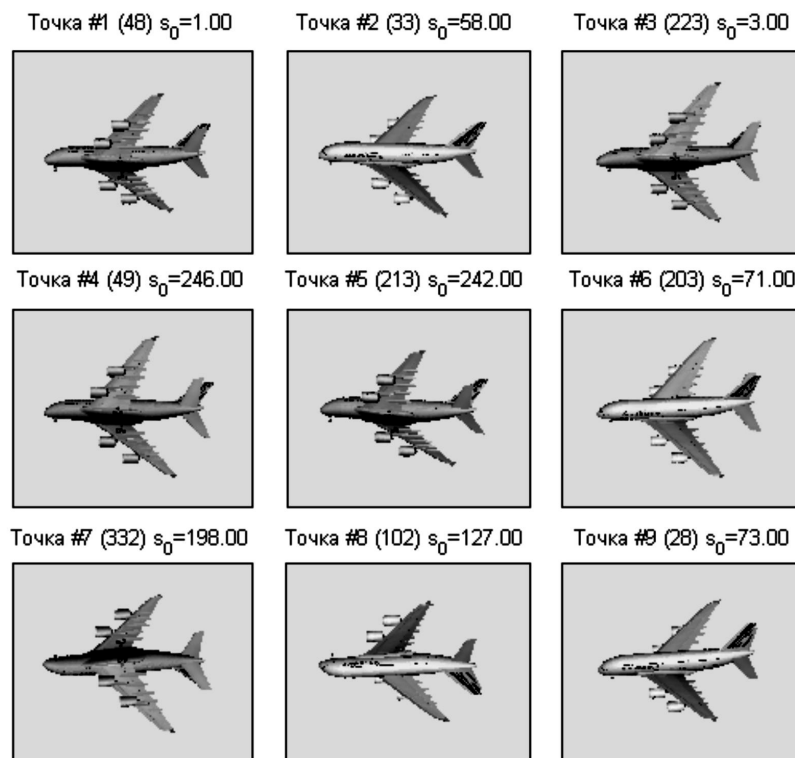 Точка #1 (48) s0=1.00
Точка #2 (33) s0=58.00
Точка #3 (223) s0=3.00
Точка #4 (49) s0=246.00
Точка #5 (213) s0=242.00
Точка #6 (203) s0=71.00
Точка #7 (332) s0=198.00
Точка #8 (102) s0=127.00
Точка #9 (28) s0=73.00